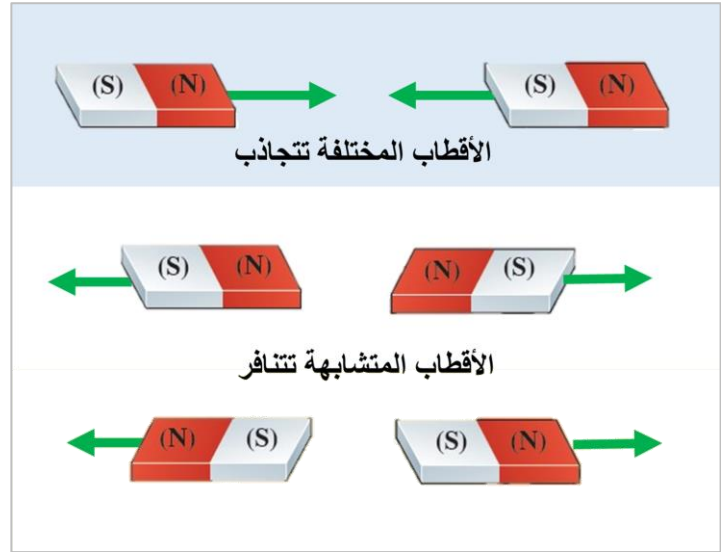 (S) (N) (S) (N)
الأقطاب المختلفة تتجاذب
(S) (N) (N) (S)
الأقطاب المتشابهة تتنافر
(N) (S) (S) (N)